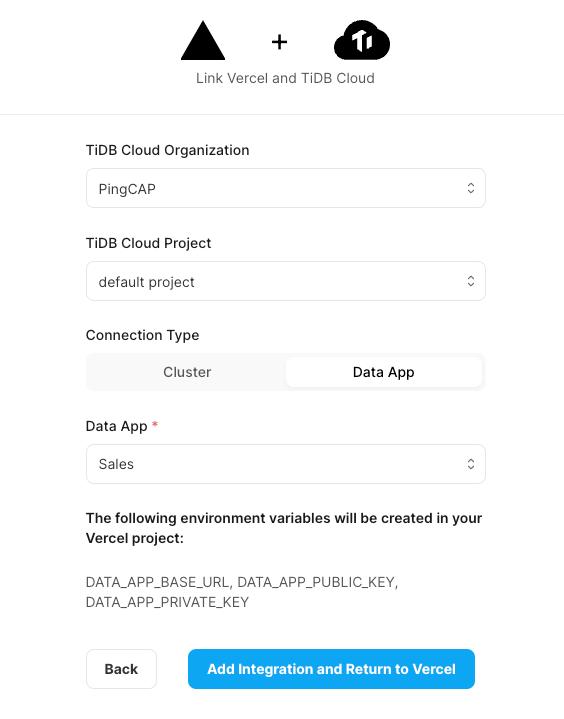 Link Vercel and TiDB Cloud
TiDB Cloud Organization
PingCAP
TiDB Cloud Project
default project
Connection Type
Cluster
Data App
Data App *
Sales
The following environment variables will be created in your
Vercel project:
DATA_APP_BASE_URL, DATA_APP_PUBLIC_KEY,
DATA_APP_PRIVATE_KEY
Back
Add Integration and Return to Vercel